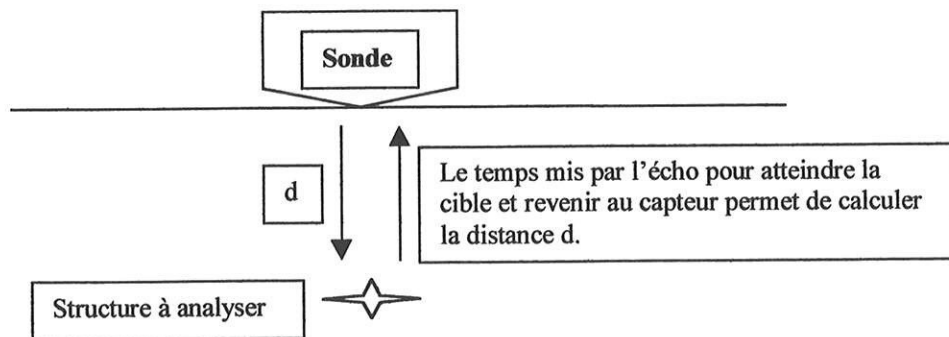 Sonde
d
Le temps mis par l'écho pour atteindre la
cible et revenir au capteur permet de calculer
la distance d.
Structure à analyser